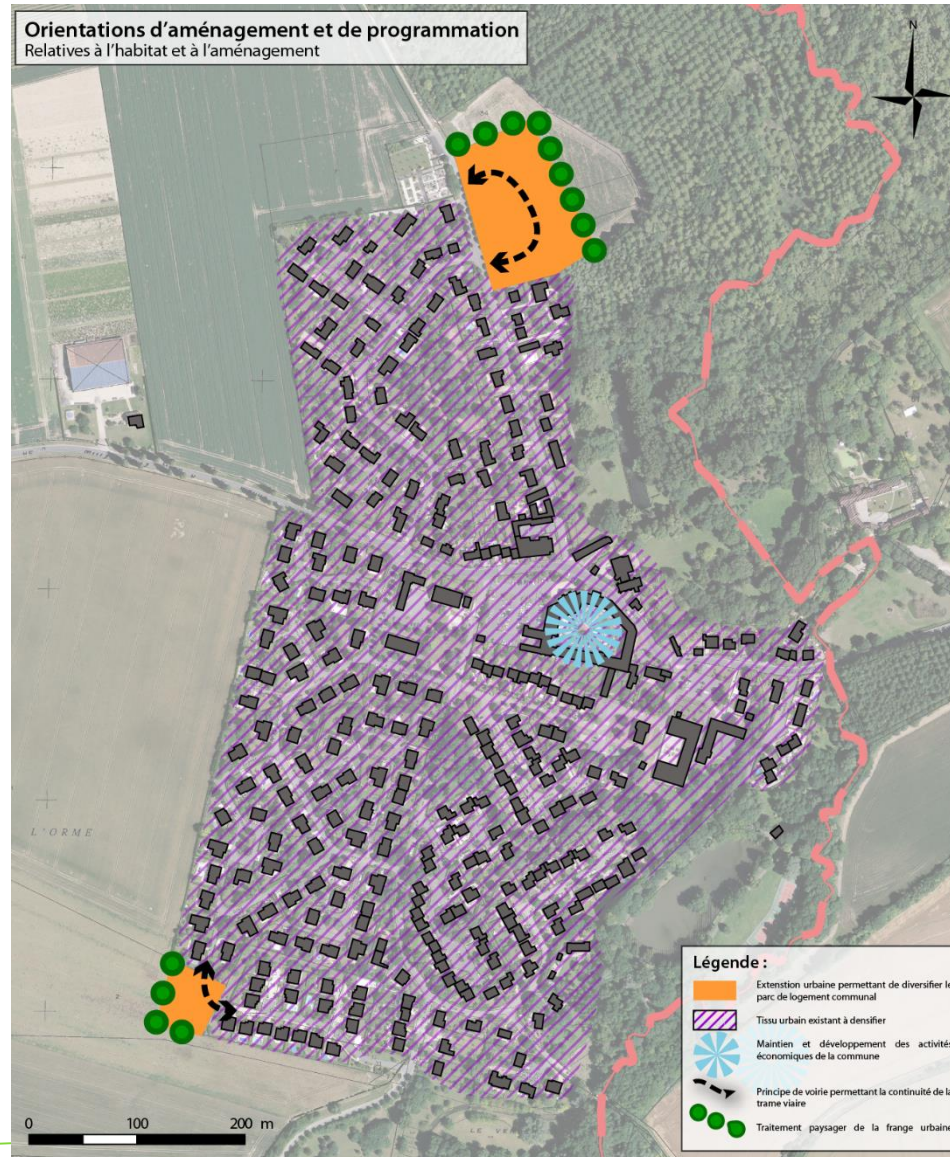 Orientations d'aménagement et de programmation
Relatives à l'habitat et à l'aménagement
N
L'ORME
Légende :
Extenstion urbaine permettant de diversifier le
parc de logement communal
Tissu urbain existant à densifier
Maintien et développement des activités
économiques de la commune
Principe de voirie permettant la continuité de la
trame viaire
Traitement paysager de la frange urbaine
0 100 200 m
LE